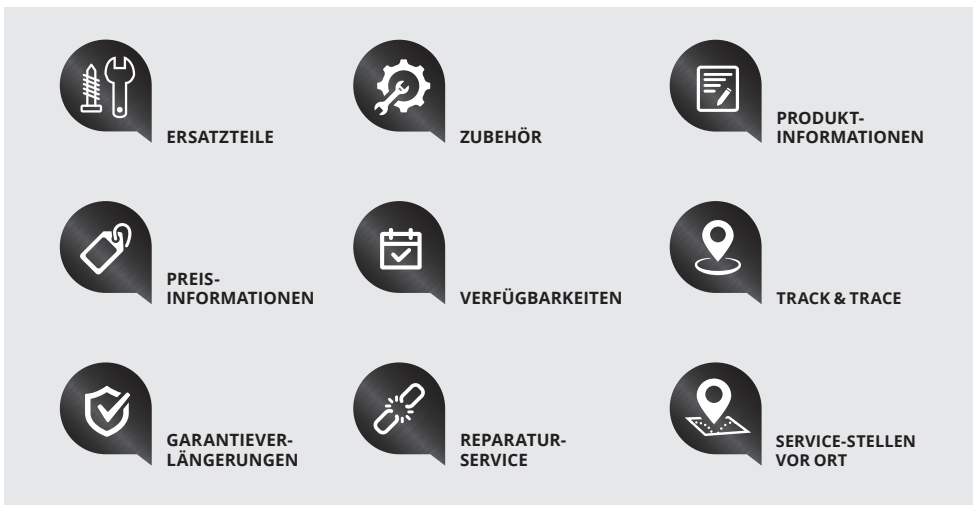 ERSATZTEILE
ZUBEHÖR
PRODUKT-
INFORMATIONEN
PREIS-
INFORMATIONEN
VERFÜGBARKEITEN
TRACK & TRACE
GARANTIEVER-
LÄNGERUNGEN
REPARATUR-
SERVICE
SERVICE-STELLEN
VOR ORT